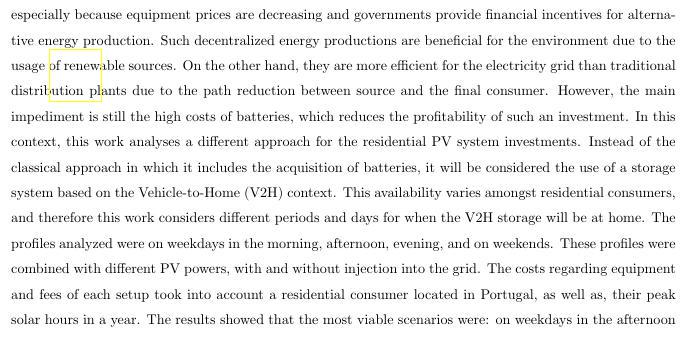 especially because equipment prices are decreasing and governments provide financial incentives for alterna-
tive energy production. Such decentralized energy productions are beneficial for the environment due to the
usage of renewable sources. On the other hand, they are more efficient for the electricity grid than traditional
distribution plants due to the path reduction between source and the final consumer. However, the main
impediment is still the high costs of batteries, which reduces the profitability of such an investment. In this
context, this work analyses a different approach for the residential PV system investments. Instead of the
classical approach in which it includes the acquisition of batteries, it will be considered the use of a storage
system based on the Vehicle-to-Home (V2H) context. This availability varies amongst residential consumers,
and therefore this work considers different periods and days for when the V2H storage will be at home. The
profiles analyzed were on weekdays in the morning, afternoon, evening, and on weekends. These profiles were
combined with different PV powers, with and without injection into the grid. The costs regarding equipment
and fees of each setup took into account a residential consumer located in Portugal, as well as, their peak
solar hours in a year. The results showed that the most viable scenarios were: on weekdays in the afternoon